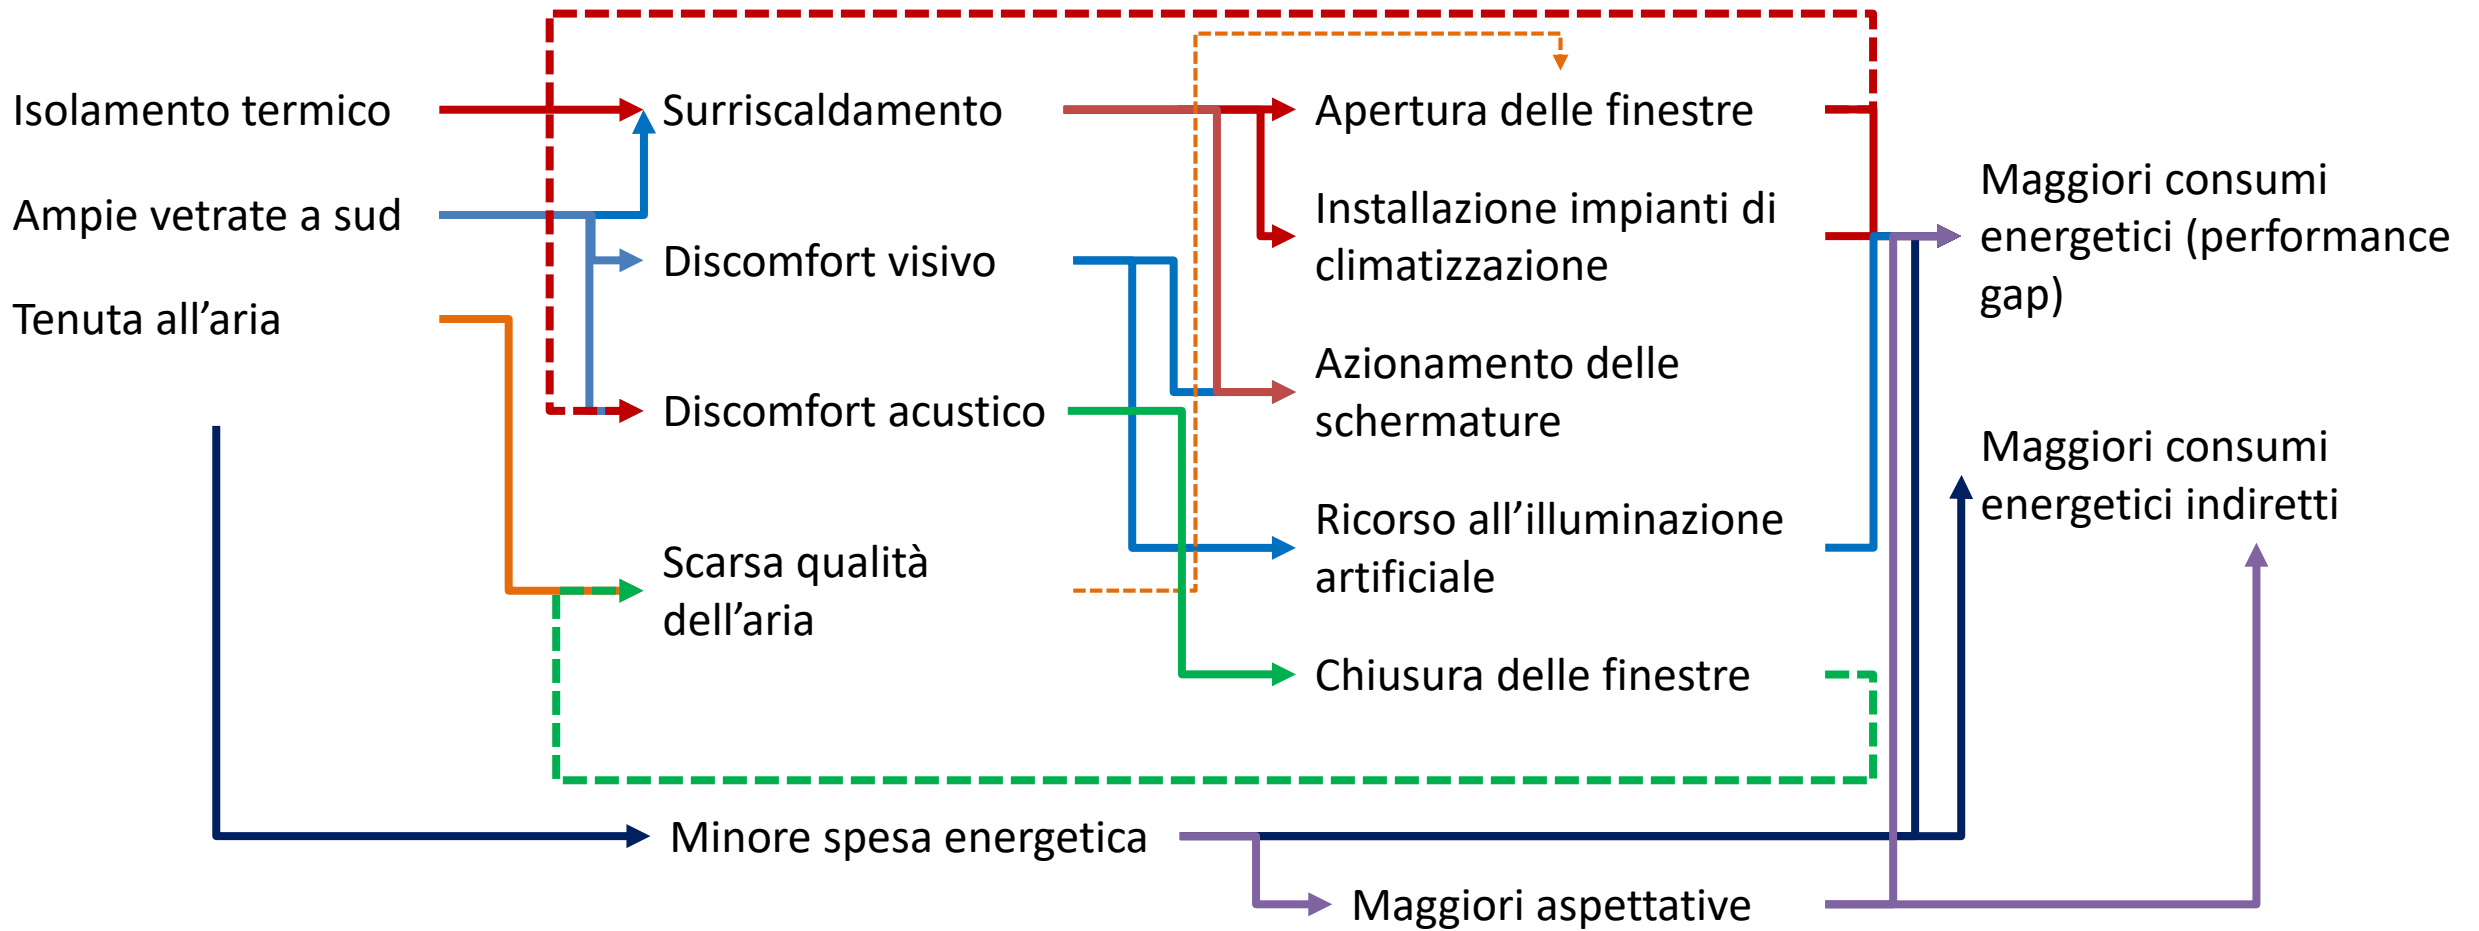 Isolamento termico
Ampie vetrate a sud
Tenuta all’aria
Surriscaldamento
Discomfort visivo
Discomfort acustico
Scarsa qualità
dell’aria
Apertura delle finestre
Installazione impianti di
climatizzazione
Azionamento delle
schermature
Ricorso all’illuminazione
artificiale
Chiusura delle finestre
Maggiori consumi
energetici (performance
gap)
Maggiori consumi
energetici indiretti
Minore spesa energetica
Maggiori aspettative